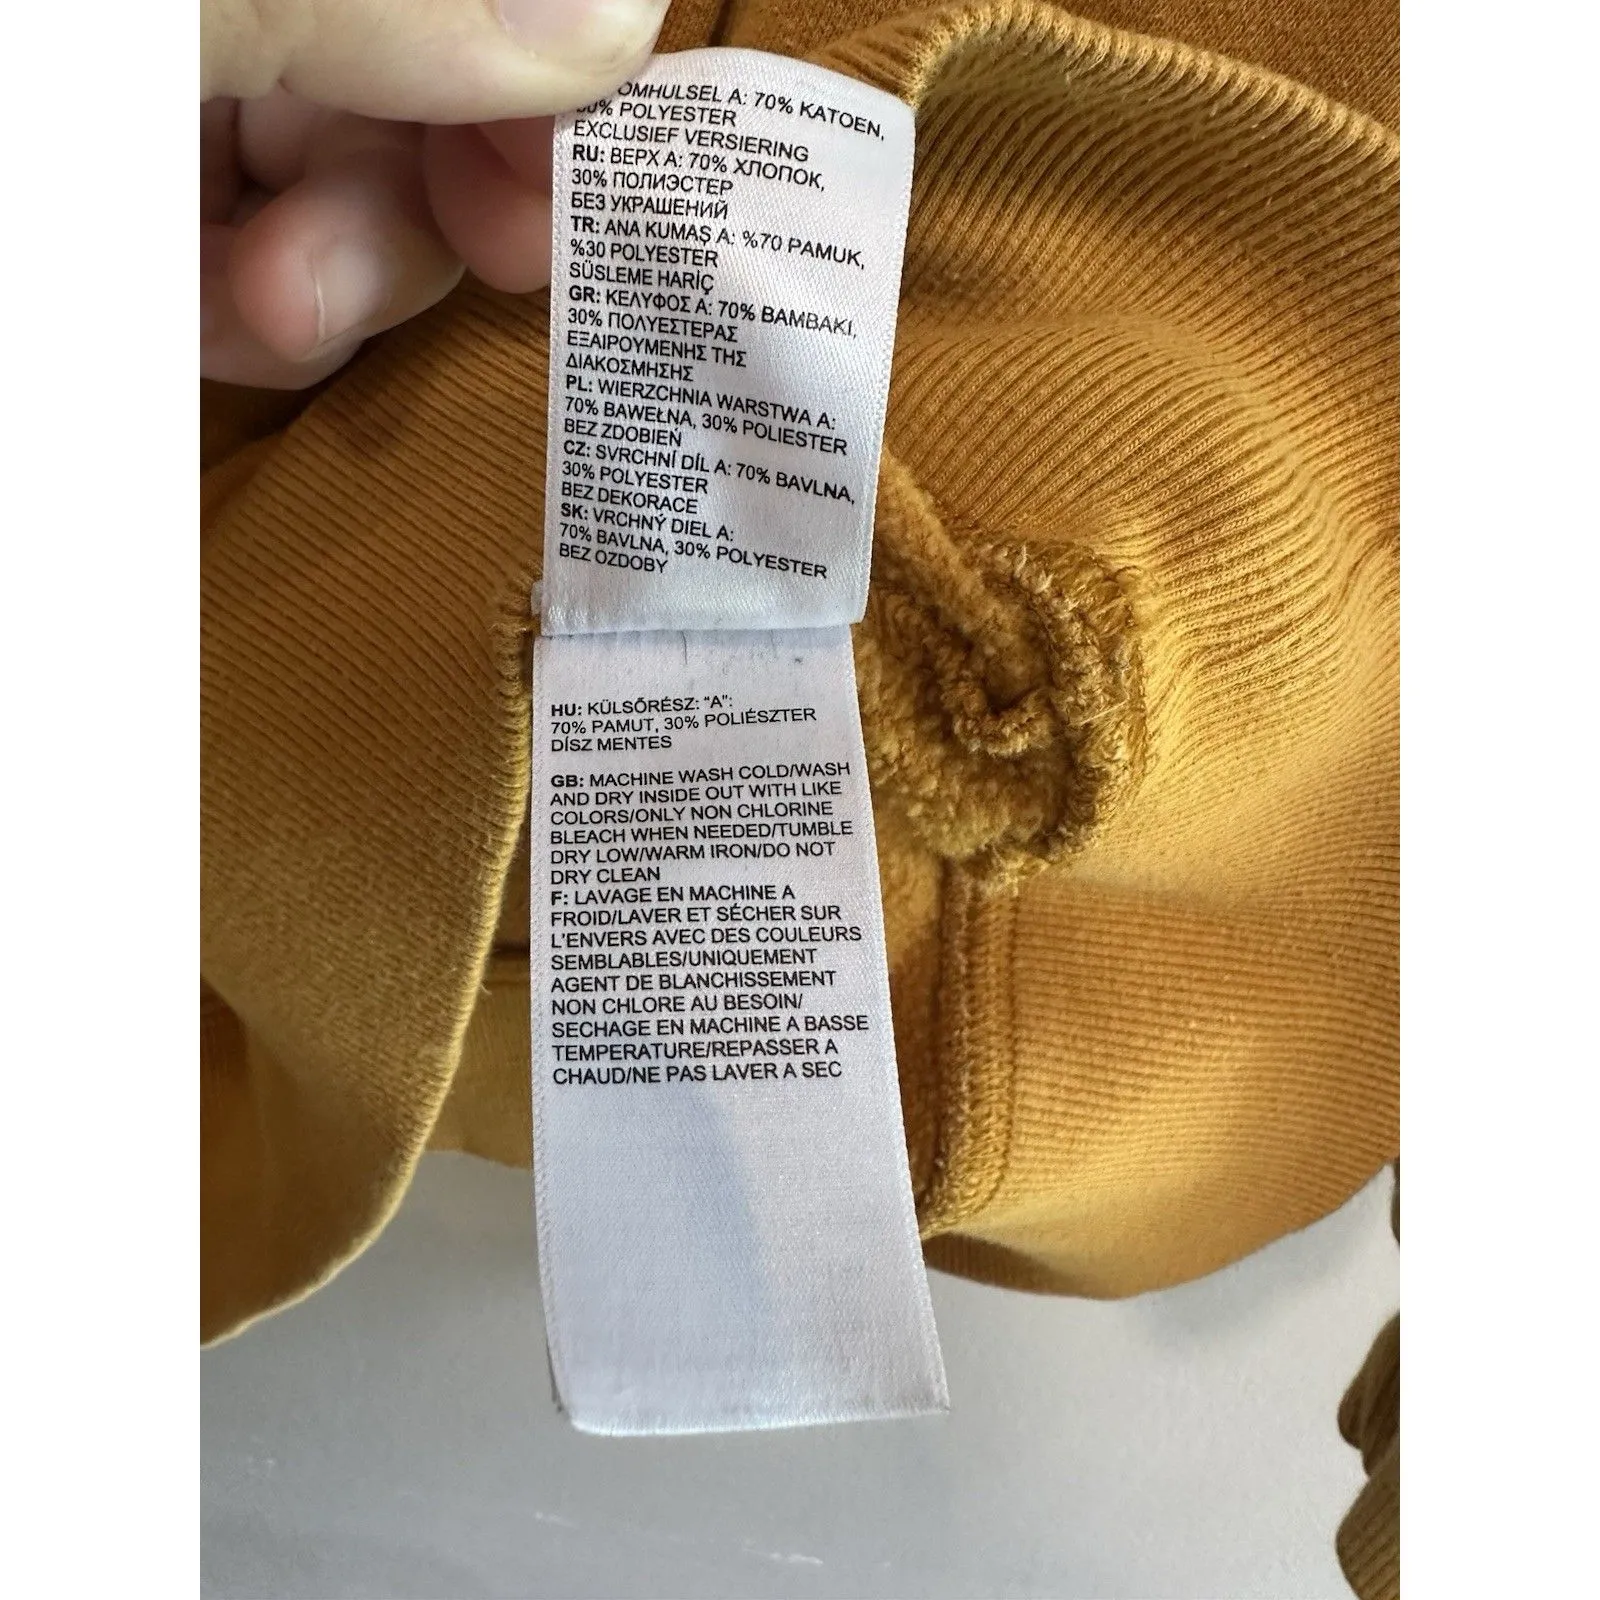 OMHULSEL A: 70% KATOEN,
30% POLYESTER
EXCLUSIEF VERSIERING
RU: ВЕРХ А: 70% ХЛОПОК,
30% ПОЛИЭСТЕР
БЕЗ УКРАШЕНИЙ
TR: ANA KUMAŞ A: %70 PAMUK,
%30 POLYESTER
SÜSLEME HARİÇ
GR: ΚΕΛΥΦΟΣ Α: 70% ΒΑΜΒΑΚΙ,
30% ΠΟΛΥΕΣΤΕΡΑΣ
ΕΞΑΙΡΟΥΜΕΝΗΣ ΤΗΣ
ΔΙΑΚΟΣΜΗΣΗΣ
PL: WIERZCHNIA WARSTWA A:
70% BAWEŁNA, 30% POLIESTER
BEZ ZDOBIEŃ
CZ: SVRCHNÍ DÍL A: 70% BAVLNA,
30% POLYESTER
BEZ DEKORACE
SK: VRCHNÝ DIEL A:
70% BAVLNA, 30% POLYESTER
BEZ OZDOBY
HU: KÜLSŐRÉSZ: "A":
70% PAMUT, 30% POLIÉSZTER
DÍSZ MENTES
GB: MACHINE WASH COLD/WASH
AND DRY INSIDE OUT WITH LIKE
COLORS/ONLY NON CHLORINE
BLEACH WHEN NEEDED/TUMBLE
DRY LOW/WARM IRON/DO NOT
DRY CLEAN
F: LAVAGE EN MACHINE A
FROID/LAVER ET SÉCHER SUR
L'ENVERS AVEC DES COULEURS
SEMBLABLES/UNIQUEMENT
AGENT DE BLANCHISSEMENT
NON CHLORE AU BESOIN/
SECHAGE EN MACHINE A BASSE
TEMPERATURE/REPASSER A
CHAUD/NE PAS LAVER A SEC